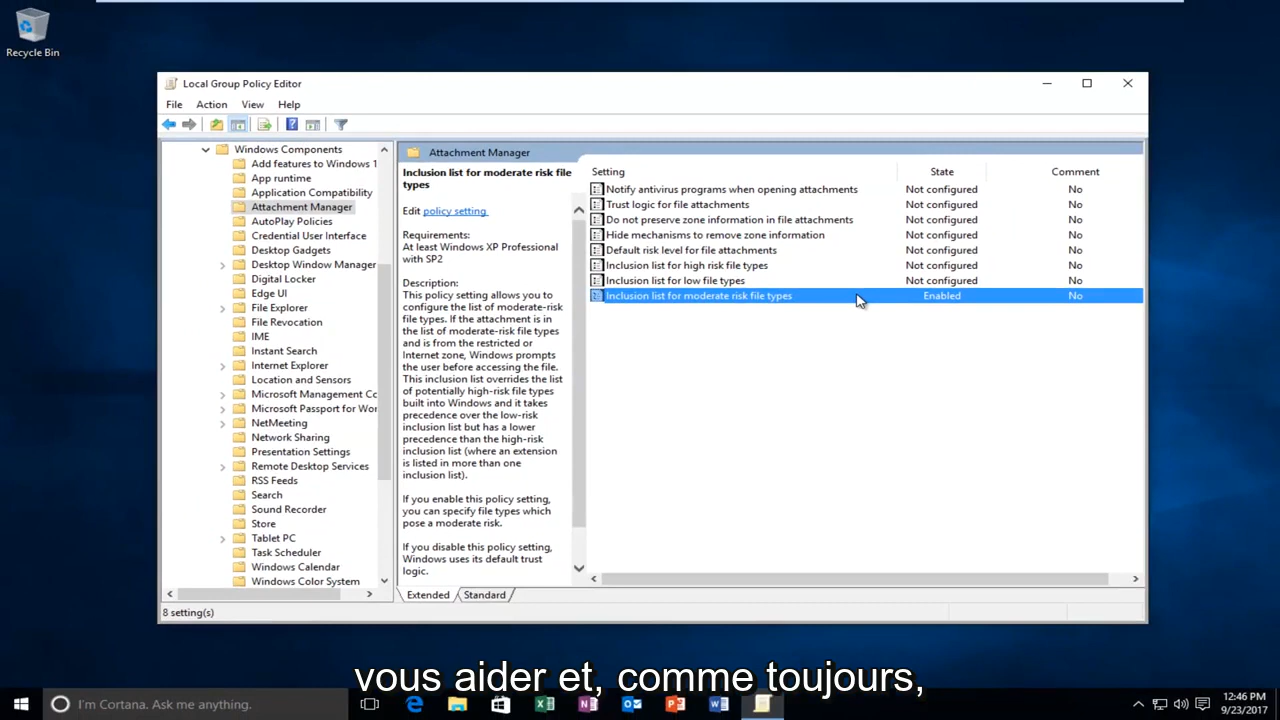 Recycle Bin
Local Group Policy Editor
File Action View Help
Windows Components
Add features to Windows 1
App runtime
Application Compatibility
Attachment Manager
AutoPlay Policies
Credential User Interface
Desktop Gadgets
Desktop Window Manager
Digital Locker
Edge UI
File Explorer
File Revocation
IME
Instant Search
Internet Explorer
Location and Sensors
Microsoft Management Co
Microsoft Passport for Wor
NetMeeting
Network Sharing
Presentation Settings
Remote Desktop Services
RSS Feeds
Search
Sound Recorder
Store
Tablet PC
Task Scheduler
Windows Calendar
Windows Color System
Attachment Manager
Inclusion list for moderate risk file
types
Edit policy setting
Requirements:
At least Windows XP Professional
with SP2
Description:
This policy setting allows you to
configure the list of moderate-risk
file types. If the attachment is in
the list of moderate-risk file types
and is from the restricted or
Internet zone, Windows prompts
the user before accessing the file.
This inclusion list overrides the list
of potentially high-risk file types
built into Windows and it takes
precedence over the low-risk
inclusion list but has a lower
precedence than the high-risk
inclusion list (where an extension
is listed in more than one
inclusion list).
If you enable this policy setting,
you can specify file types which
pose a moderate risk.
If you disable this policy setting,
Windows uses its default trust
logic.
Setting State Comment
Notify antivirus programs when opening attachments Not configured No
Trust logic for file attachments Not configured No
Do not preserve zone information in file attachments Not configured No
Hide mechanisms to remove zone information Not configured No
Default risk level for file attachments Not configured No
Inclusion list for high risk file types Not configured No
Inclusion list for low file types Not configured No
Inclusion list for moderate risk file types Enabled No
Extended Standard
8 setting(s)
vous aider et, comme toujours,
I'm Cortana. Ask me anything.
12:46 PM
9/23/2017